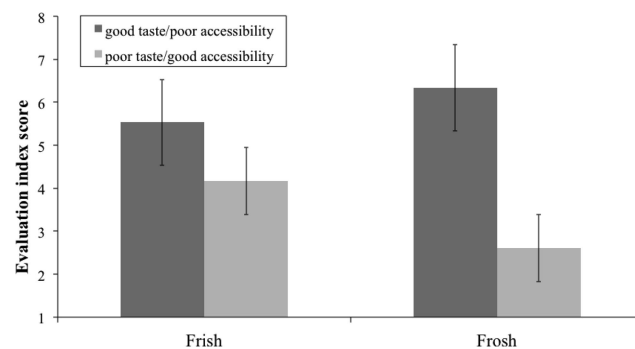 good taste/poor accessibility
poor taste/good accessibility
Evaluation index score
8
7
6
5
4
3
2
1
Frish
Frosh